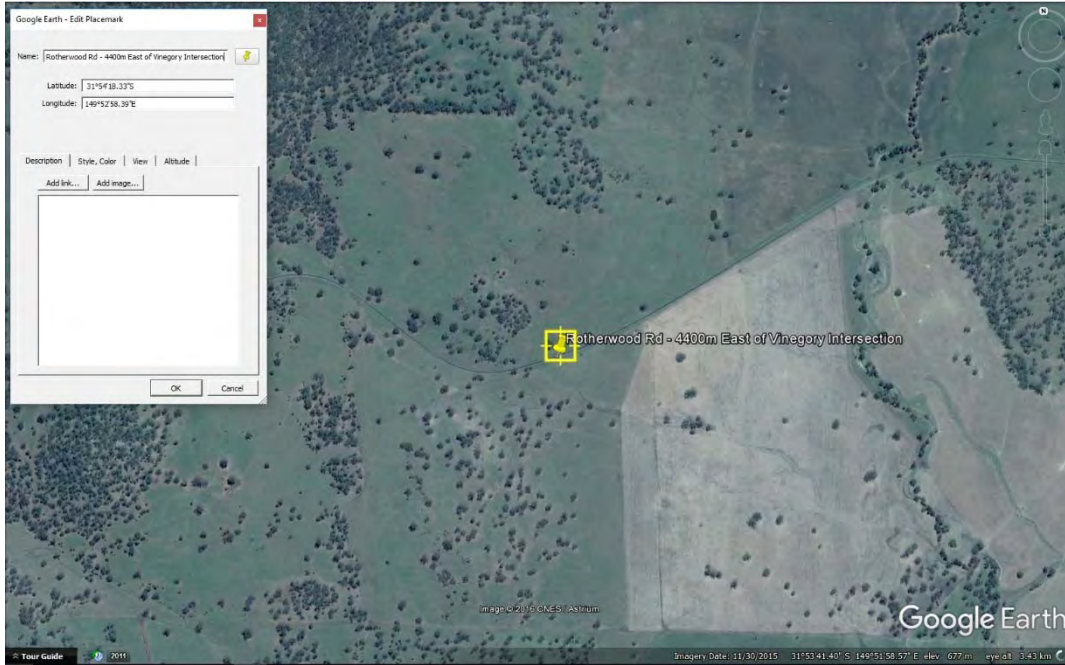 Google Earth - Edit Placemark
Name: Rotherwood Rd - 4400m East of Vinegory Intersection
Latitude: 31°54'18.33"S
Longitude: 149°52'58.39"E
Description Style, Color View Altitude
Add link... Add image...
OK Cancel
N
Rotherwood Rd - 4400m East of Vinegory Intersection
Image © 2016 CNES / Astrium
Google Earth
Tour Guide 2011 Imagery Date: 11/30/2015 31°53'41.40" S 149°51'58.57" E elev 677 m eye alt 3.43 km